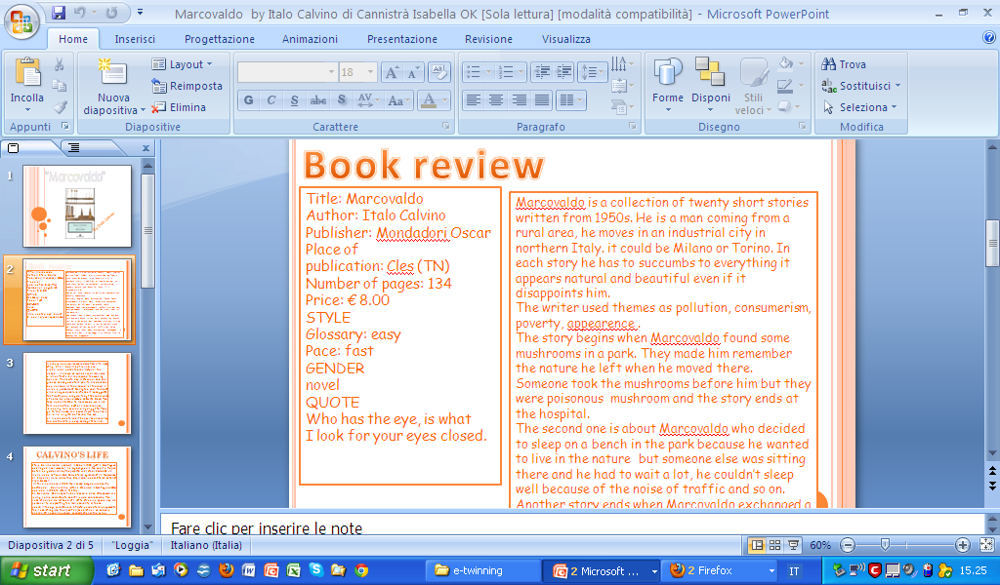 Marcovaldo by Italo Calvino di Cannistrà Isabella OK [Sola lettura] [modalità compatibilità] - Microsoft PowerPoint
Home Inserisci Progettazione Animazioni Presentazione Revisione Visualizza
Incolla
Appunti
Nuova
diapositiva
Layout
Reimposta
Elimina
Diapositive
18
G C S abc S AV Aa A
Carattere
Paragrafo
Forme
Disponi
Stili
veloci
Disegno
Trova
Sostituisci
Seleziona
Modifica
1
"Marcovaldo"
2
3
4
CALVINO'S LIFE
Book review
Title: Marcovaldo
Author: Italo Calvino
Publisher: Mondadori Oscar
Place of
publication: Cles (TN)
Number of pages: 134
Price: € 8.00
STYLE
Glossary: easy
Pace: fast
GENDER
novel
QUOTE
Who has the eye, is what
I look for your eyes closed.
Marcovaldo is a collection of twenty short stories
written from 1950s. He is a man coming from a
rural area, he moves in an industrial city in
northern Italy. it could be Milano or Torino. In
each story he has to succumbs to everything it
appears natural and beautiful even if it
disappoints him.
The writer used themes as pollution, consumerism,
poverty, appearence .
The story begins when Marcovaldo found some
mushrooms in a park. They made him remember
the nature he left when he moved there.
Someone took the mushrooms before him but they
were poisonous mushroom and the story ends at
the hospital.
The second one is about Marcovaldo who decided
to sleep on a bench in the park because he wanted
to live in the nature but someone else was sitting
there and he had to wait a lot, he couldn't sleep
well because of the noise of traffic and so on.
Another story ends when Marcovaldo exchanged a
Fare clic per inserire le note
Diapositiva 2 di 5 "Loggia" Italiano (Italia) 60%
start e-twinning 2 Microsoft ... 2 Firefox IT 15.25